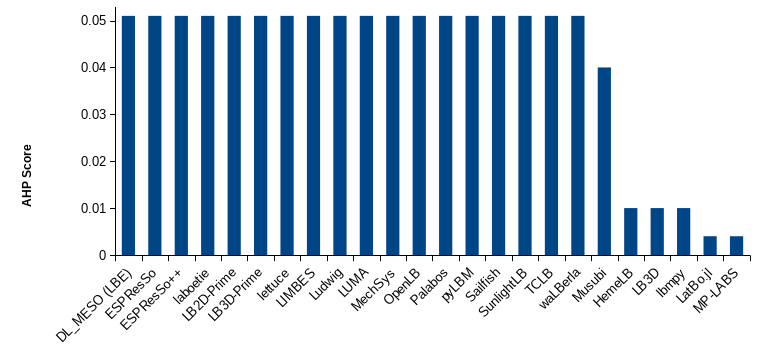 0.05
0.04
0.03
0.02
0.01
0
AHP Score
DL_MESO (LBE)
ESPResSo
ESPResSo++
laboetie
LB2D-Prime
LB3D-Prime
lettuce
LIMBES
Ludwig
LUMA
MechSys
OpenLB
Palabos
pyLBM
Sailfish
SunlightLB
TCLB
waLBerla
Musubi
HemeLB
LB3D
lbmpy
LatBo.jl
MP-LABS